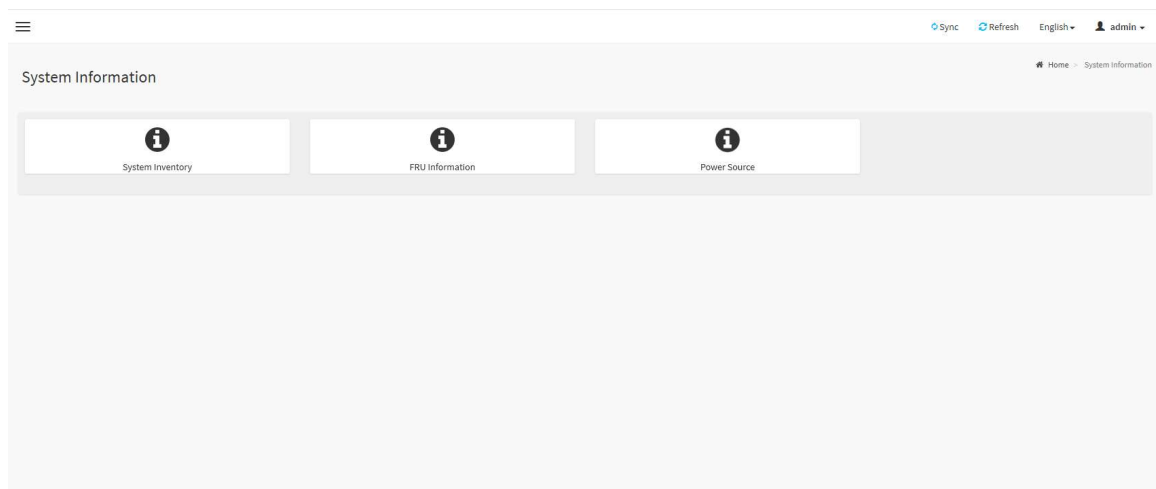 Sync Refresh English admin
Home > System Information
System Information
System Inventory FRU Information Power Source